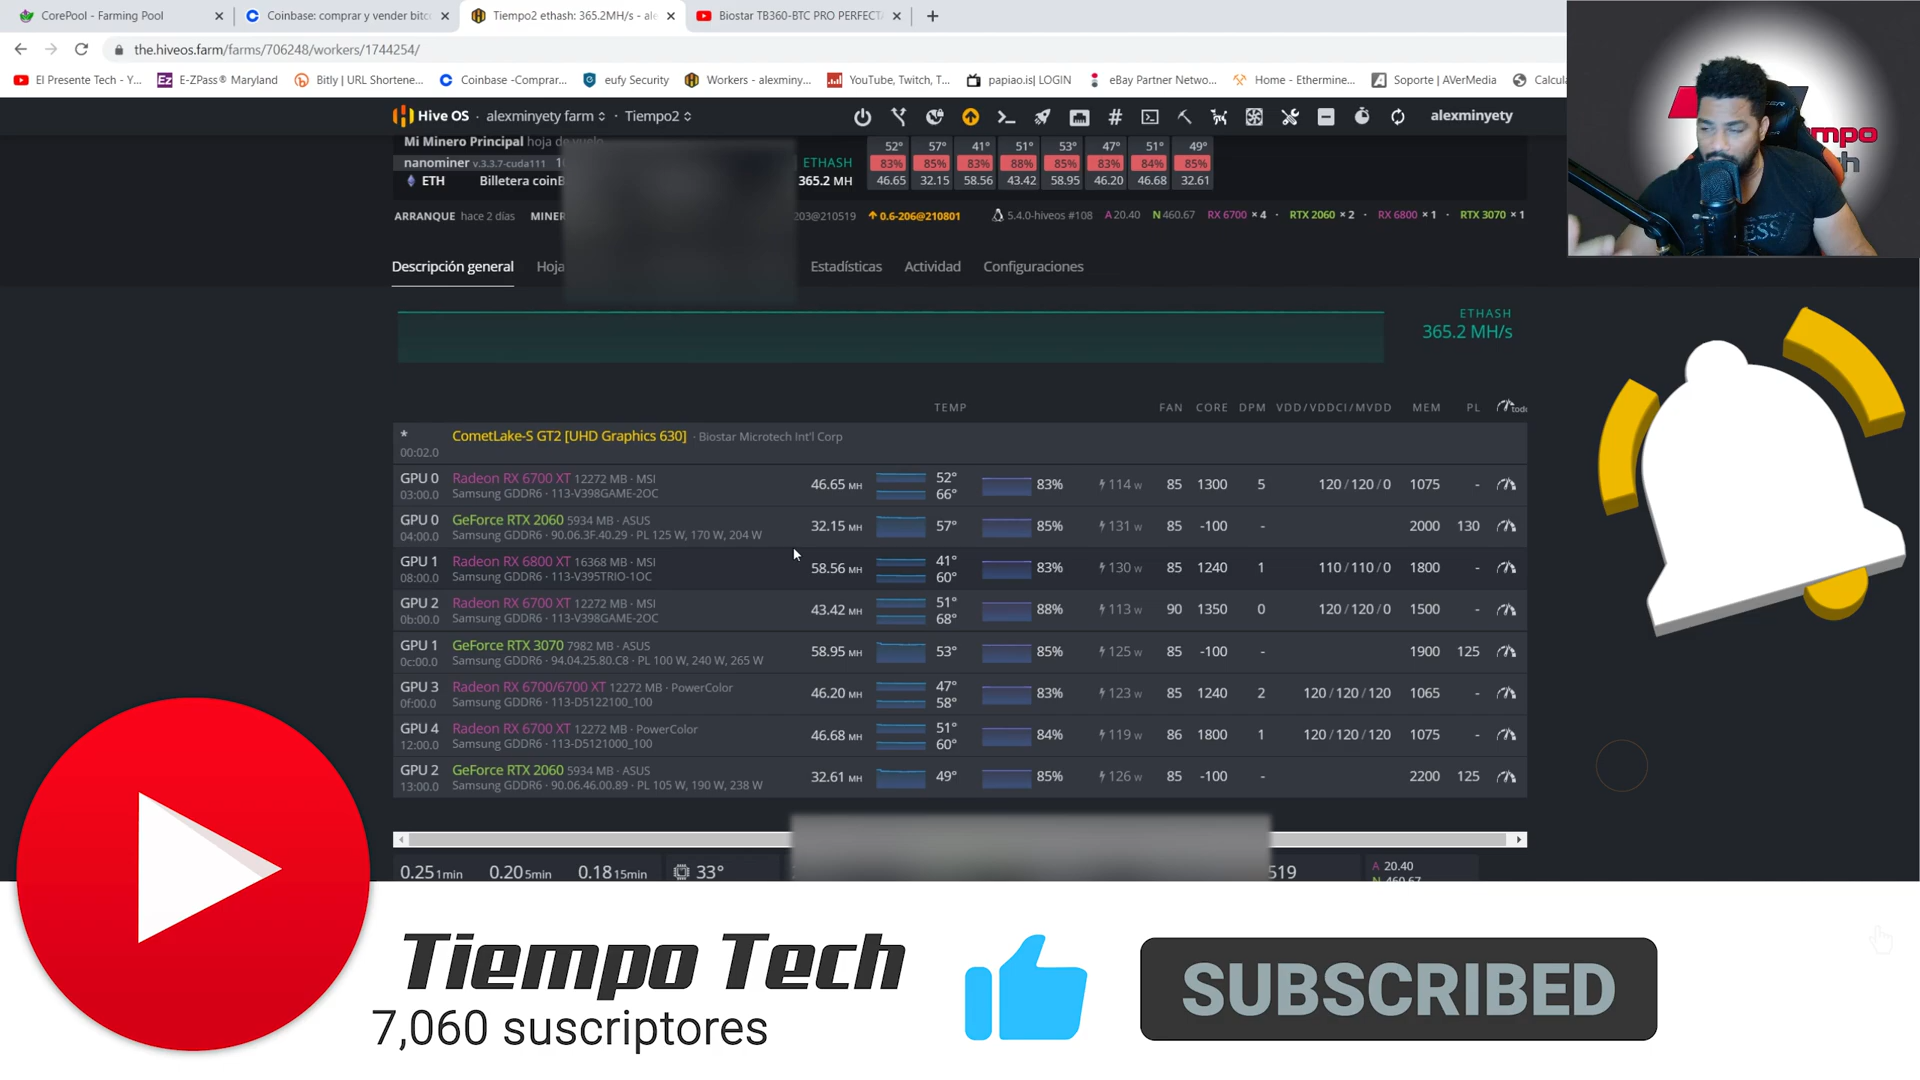 CorePool - Farming Pool
Coinbase: comprar y vender bitc
Tiempo2 ethash: 365.2MH/s - ale
Biostar TB360-BTC PRO PERFECTA
the.hiveos.farm/farms/706248/workers/1744254/
El Presente Tech - Y...
E-ZPass® Maryland
Bitly | URL Shortene...
Coinbase -Comprar...
eufy Security
Workers - alexminy...
YouTube, Twitch, T...
papiao.is| LOGIN
eBay Partner Netwo...
Home - Ethermine...
Soporte | AVerMedia
Calcula
Hive OS · alexminyety farm · Tiempo2
alexminyety
Mi Minero Principal hoja de vuelo
52° 57° 41° 51° 53° 47° 51° 49°
nanominer v.3.3.7-cuda111
ETHASH 83% 85% 83% 88% 85% 83% 84% 85%
ETH Billetera coinB
365.2 MH 46.65 32.15 58.56 43.42 58.95 46.20 46.68 32.61
ARRANQUE hace 2 días MINER
203@210519 0.6-206@210801 5.4.0-hiveos #108 A 20.40 N 460.67 RX 6700 × 4 · RTX 2060 × 2 · RX 6800 × 1 · RTX 3070 × 1
Descripción general Hoja
Estadísticas Actividad Configuraciones
ETHASH
365.2 MH/s
TEMP FAN CORE DPM VDD/VDDCI/MVDD MEM PL todo
* CometLake-S GT2 [UHD Graphics 630] · Biostar Microtech Int'l Corp
00:02.0
GPU 0 Radeon RX 6700 XT 12272 MB · MSI
03:00.0 Samsung GDDR6 · 113-V398GAME-2OC
46.65 MH 52° 66° 83% 114 W 85 1300 5 120 / 120 / 0 1075 -
GPU 0 GeForce RTX 2060 5934 MB · ASUS
04:00.0 Samsung GDDR6 · 90.06.3F.40.29 · PL 125 W, 170 W, 204 W
32.15 MH 57° 85% 131 W 85 -100 - 2000 130
GPU 1 Radeon RX 6800 XT 16368 MB · MSI
08:00.0 Samsung GDDR6 · 113-V395TRIO-1OC
58.56 MH 41° 60° 83% 130 W 85 1240 1 110 / 110 / 0 1800 -
GPU 2 Radeon RX 6700 XT 12272 MB · MSI
0b:00.0 Samsung GDDR6 · 113-V398GAME-2OC
43.42 MH 51° 68° 88% 113 W 90 1350 0 120 / 120 / 0 1500 -
GPU 1 GeForce RTX 3070 7982 MB · ASUS
0c:00.0 Samsung GDDR6 · 94.04.25.80.C8 · PL 100 W, 240 W, 265 W
58.95 MH 53° 85% 125 W 85 -100 - 1900 125
GPU 3 Radeon RX 6700/6700 XT 12272 MB · PowerColor
0f:00.0 Samsung GDDR6 · 113-D5122100_100
46.20 MH 47° 58° 83% 123 W 85 1240 2 120 / 120 / 120 1065 -
GPU 4 Radeon RX 6700 XT 12272 MB · PowerColor
12:00.0 Samsung GDDR6 · 113-D5121000_100
46.68 MH 51° 60° 84% 119 W 86 1800 1 120 / 120 / 120 1075 -
GPU 2 GeForce RTX 2060 5934 MB · ASUS
13:00.0 Samsung GDDR6 · 90.06.46.00.89 · PL 105 W, 190 W, 238 W
32.61 MH 49° 85% 126 W 85 -100 - 2200 125
0.25 1min 0.20 5min 0.18 15min 33°
519
A 20.40
N 460.67
Tiempo Tech
7,060 suscriptores
SUBSCRIBED